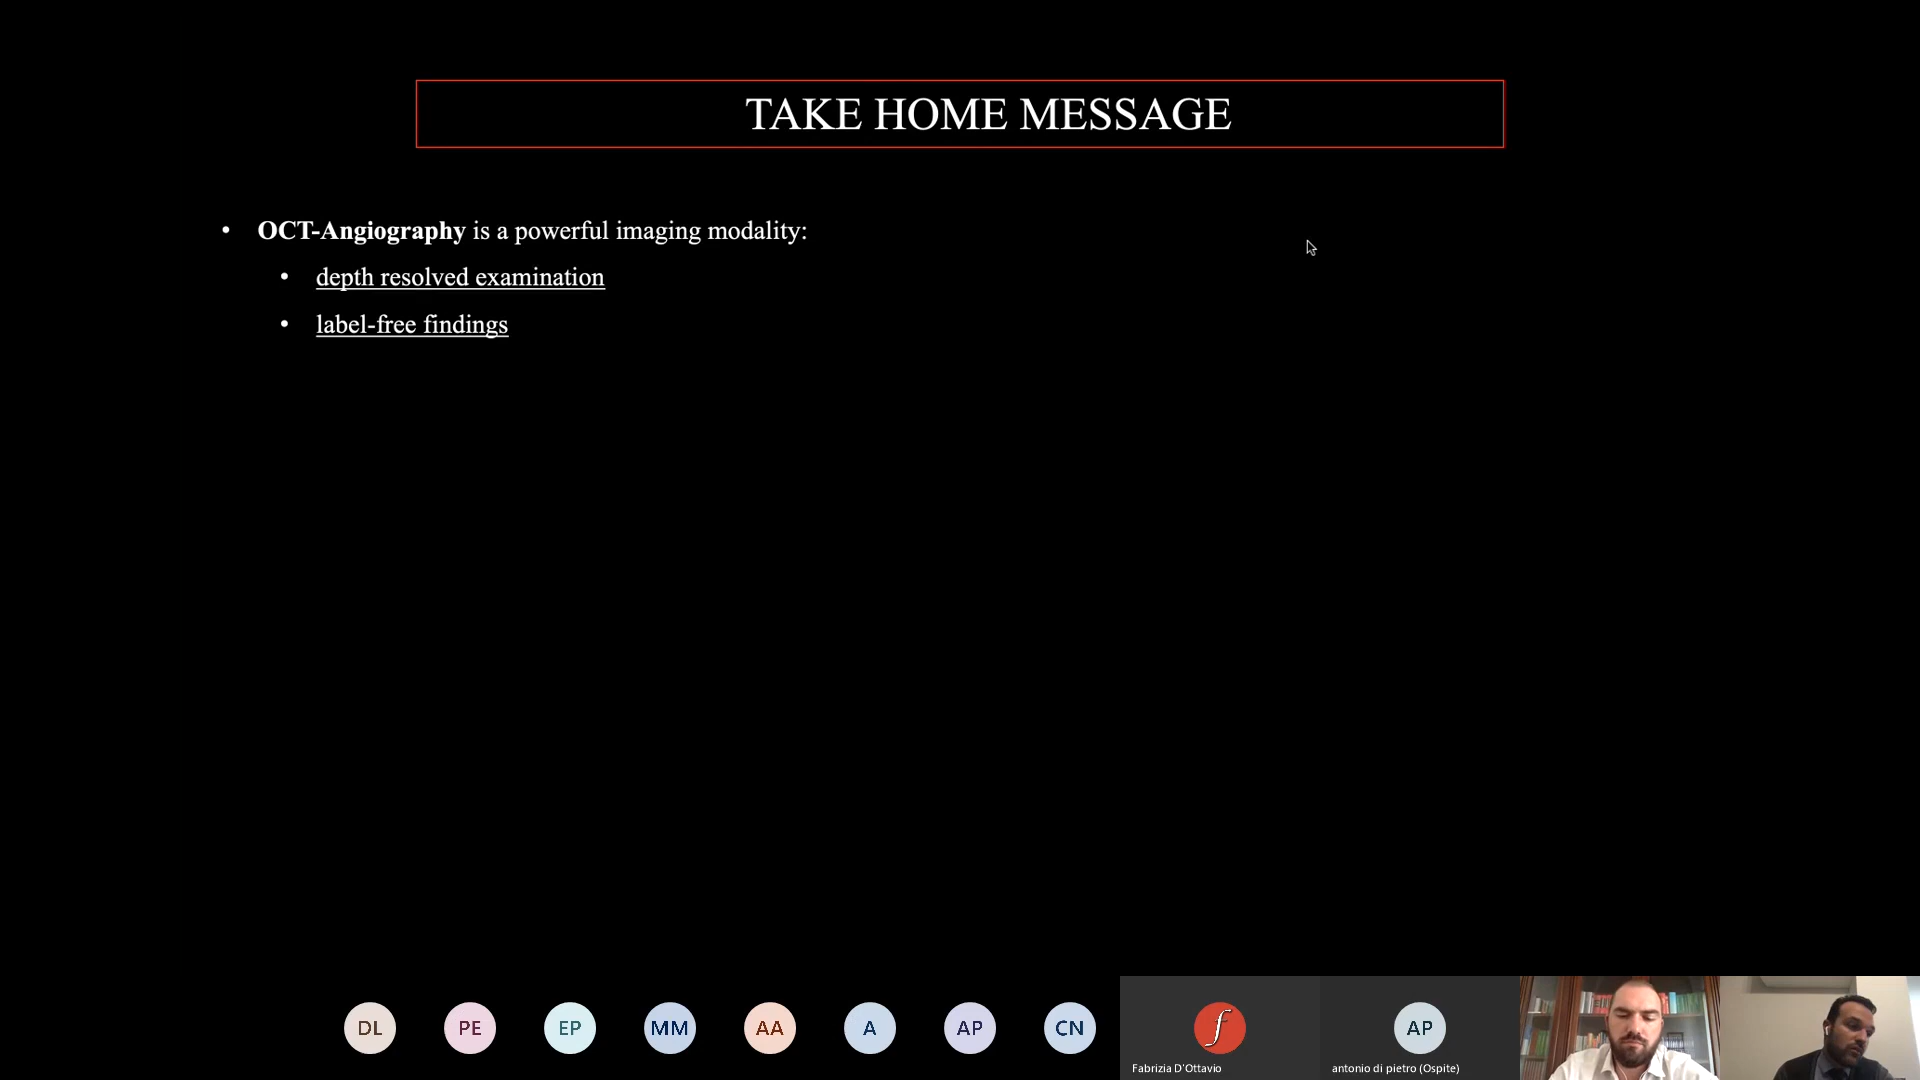 TAKE HOME MESSAGE
• OCT-Angiography is a powerful imaging modality:
• depth resolved examination
• label-free findings
DL PE EP MM AA A AP CN f AP
Fabrizia D'Ottavio antonio di pietro (Ospite)